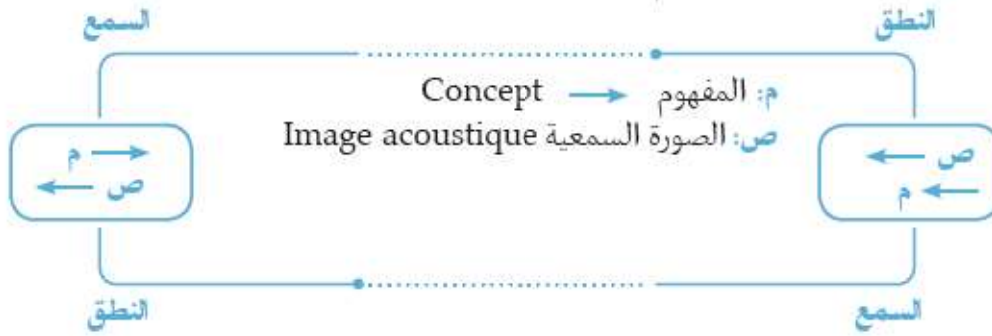 النطق
السمع
م: المفهوم → Concept
ص: الصورة السمعية Image acoustique
ص ←
← م
م →
ص ←
السمع
النطق